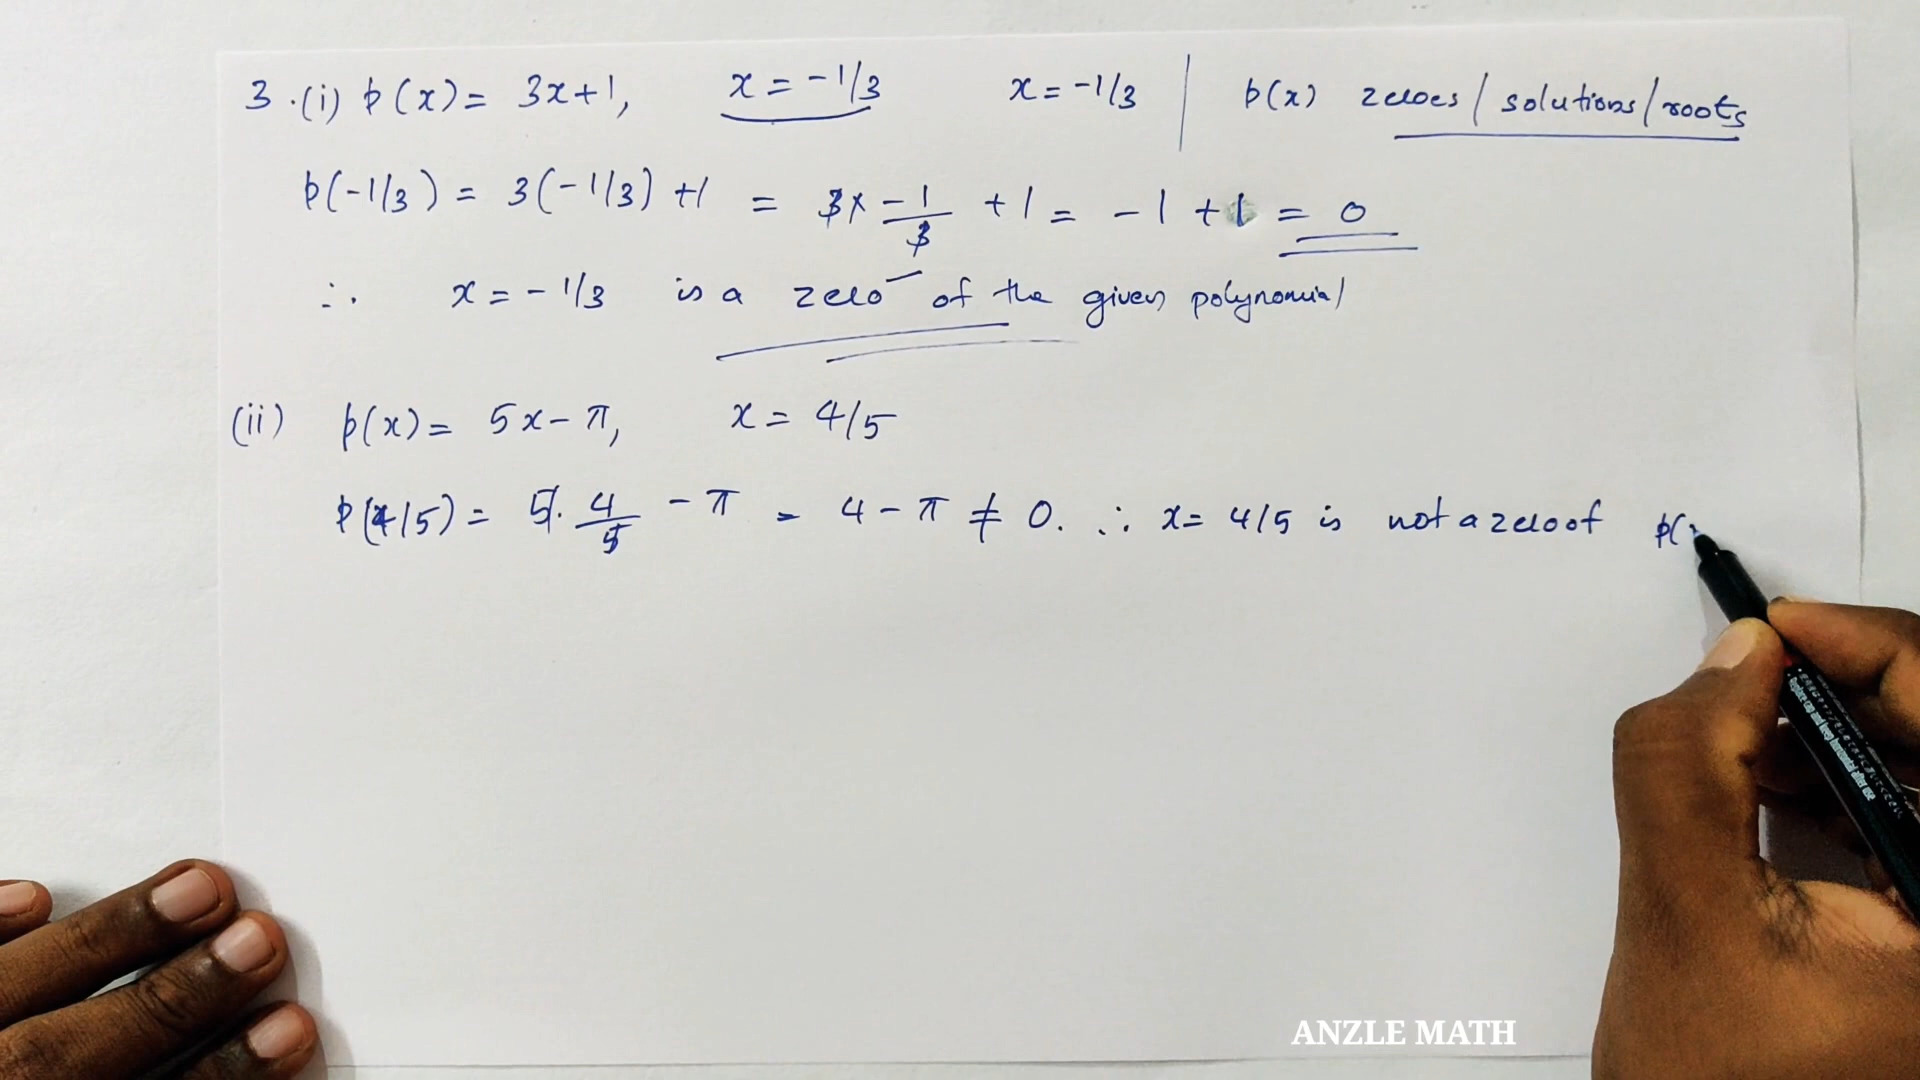 3.(i) p(x) = 3x+1, x = -1/3 x = -1/3 | p(x) zeroes / solutions / roots
p(-1/3) = 3(-1/3) +1 = 3x -1/3 +1 = -1 +1 = 0
∴ x = -1/3 is a zero of the given polynomial
(ii) p(x) = 5x - π, x = 4/5
p(4/5) = 5. 4/5 - π = 4 - π ≠ 0. ∴ x = 4/5 is not a zero of p(
ANZLE MATH